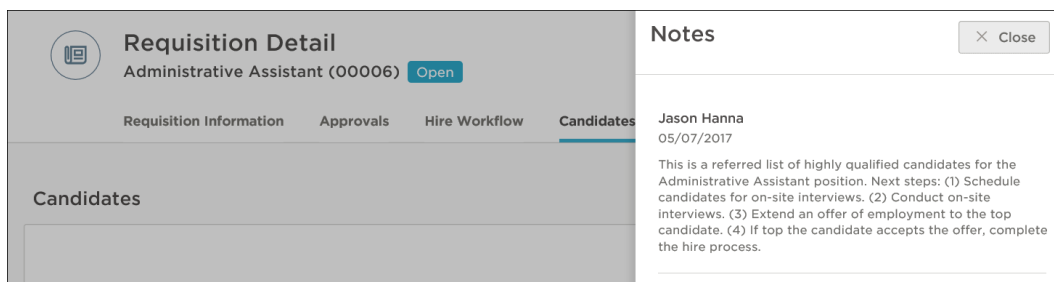 Requisition Detail
Administrative Assistant (00006) Open
Requisition Information Approvals Hire Workflow Candidates
Candidates
Notes
Close
Jason Hanna
05/07/2017
This is a referred list of highly qualified candidates for the
Administrative Assistant position. Next steps: (1) Schedule
candidates for on-site interviews. (2) Conduct on-site
interviews. (3) Extend an offer of employment to the top
candidate. (4) If top the candidate accepts the offer, complete
the hire process.